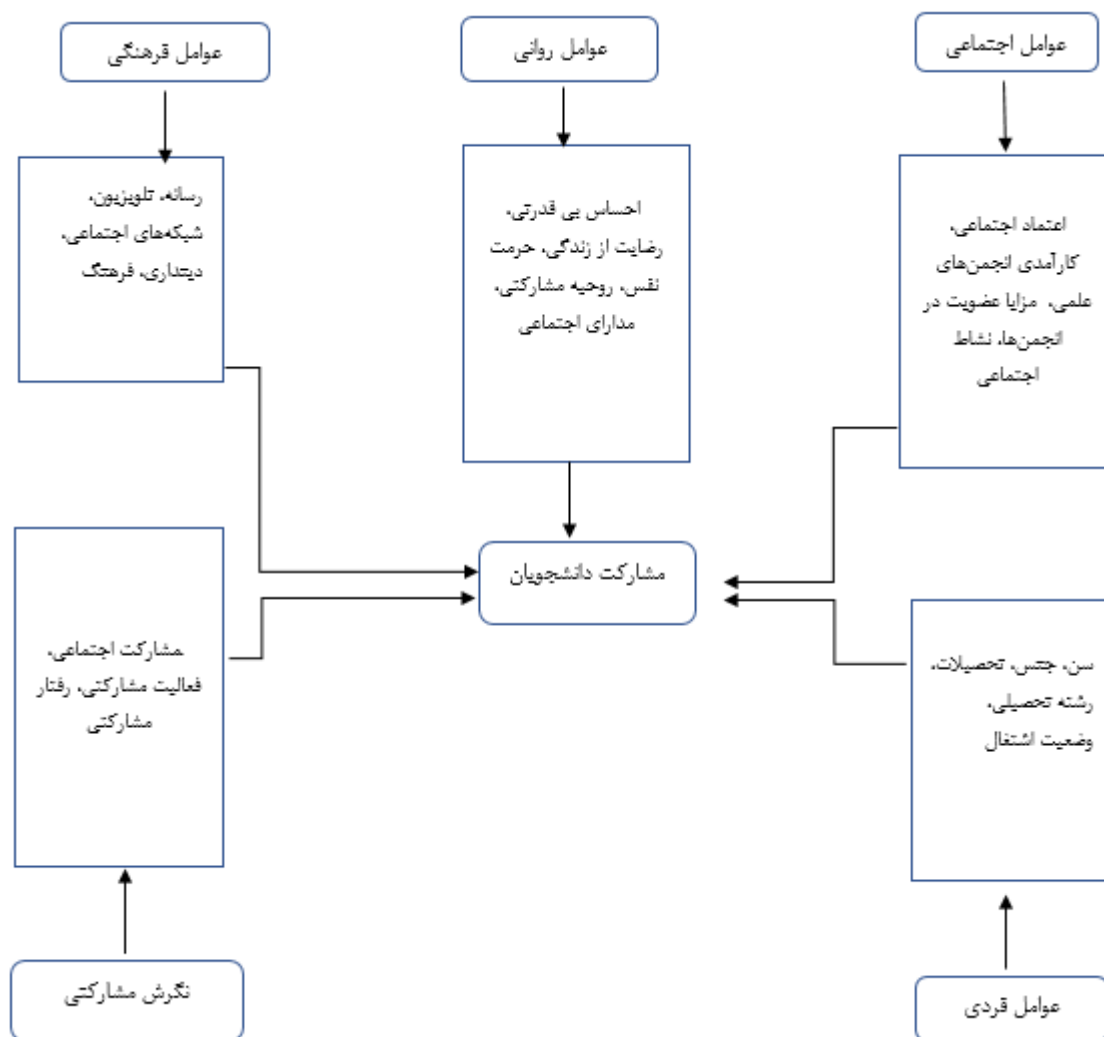 عوامل اجتماعی
عوامل روانی
عوامل فرهنگی
اعتماد اجتماعی،
کارآمدی انجمن‌های
علمی، مزایا عضویت در
انجمن‌ها، نشاط
اجتماعی
احساس بی قدرتی،
رضایت از زندگی، حرمت
نفس، روحیه مشارکتی،
مدارای اجتماعی
رسانه، تلویزیون،
شبکه‌های اجتماعی،
دینداری، فرهنگ
مشارکت دانشجویان
سن، جنس، تحصیلات،
رشته تحصیلی،
وضعیت اشتغال
مشارکت اجتماعی،
فعالیت مشارکتی، رفتار
مشارکتی
عوامل فردی
نگرش مشارکتی